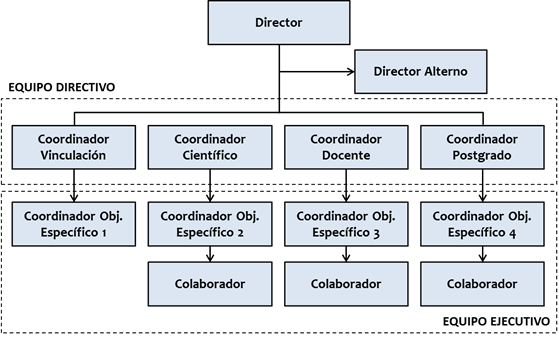 Director
Director Alterno
EQUIPO DIRECTIVO
Coordinador
Vinculación
Coordinador
Científico
Coordinador
Docente
Coordinador
Postgrado
Coordinador Obj.
Específico 1
Coordinador Obj.
Específico 2
Coordinador Obj.
Específico 3
Coordinador Obj.
Específico 4
Colaborador
Colaborador
Colaborador
EQUIPO EJECUTIVO